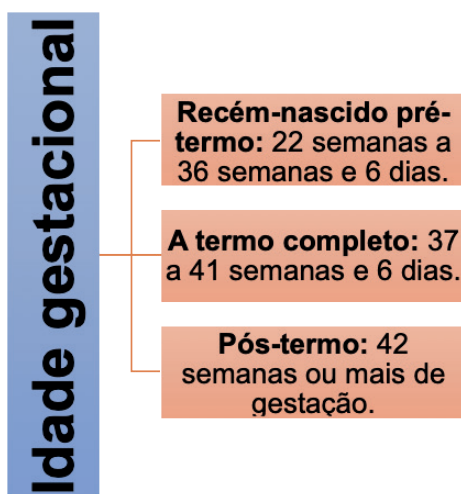 Idade gestacional
Recém-nascido pré-
termo: 22 semanas a
36 semanas e 6 dias.
A termo completo: 37
a 41 semanas e 6 dias.
Pós-termo: 42
semanas ou mais de
gestação.